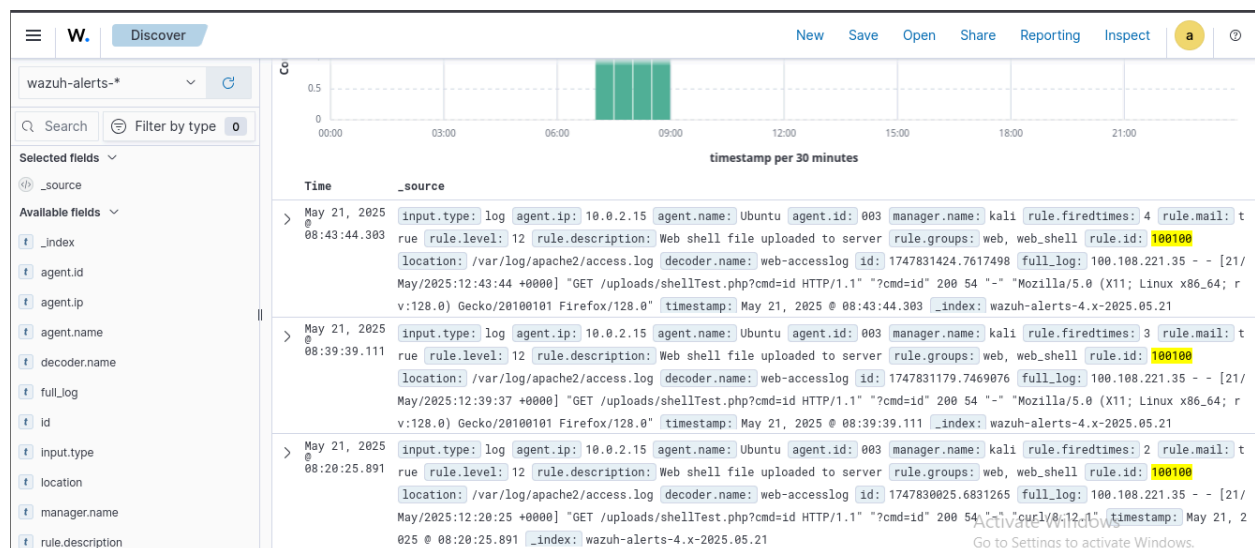 W. Discover New Save Open Share Reporting Inspect a
wazuh-alerts-*
Search Filter by type 0
Selected fields
_source
Available fields
_index
agent.id
agent.ip
agent.name
decoder.name
full_log
id
input.type
location
manager.name
rule.description
Co
0.5
0
00:00 03:00 06:00 09:00 12:00 15:00 18:00 21:00
timestamp per 30 minutes
Time _source
May 21, 2025 @ 08:43:44.303
input.type: log agent.ip: 10.0.2.15 agent.name: Ubuntu agent.id: 003 manager.name: kali rule.firedtimes: 4 rule.mail: t
rue rule.level: 12 rule.description: Web shell file uploaded to server rule.groups: web, web_shell rule.id: 100100
location: /var/log/apache2/access.log decoder.name: web-accesslog id: 1747831424.7617498 full_log: 100.108.221.35 - - [21/
May/2025:12:43:44 +0000] "GET /uploads/shellTest.php?cmd=id HTTP/1.1" "?cmd=id" 200 54 "-" "Mozilla/5.0 (X11; Linux x86_64; r
v:128.0) Gecko/20100101 Firefox/128.0" timestamp: May 21, 2025 @ 08:43:44.303 _index: wazuh-alerts-4.x-2025.05.21
May 21, 2025 @ 08:39:39.111
input.type: log agent.ip: 10.0.2.15 agent.name: Ubuntu agent.id: 003 manager.name: kali rule.firedtimes: 3 rule.mail: t
rue rule.level: 12 rule.description: Web shell file uploaded to server rule.groups: web, web_shell rule.id: 100100
location: /var/log/apache2/access.log decoder.name: web-accesslog id: 1747831179.7469076 full_log: 100.108.221.35 - - [21/
May/2025:12:39:37 +0000] "GET /uploads/shellTest.php?cmd=id HTTP/1.1" "?cmd=id" 200 54 "-" "Mozilla/5.0 (X11; Linux x86_64; r
v:128.0) Gecko/20100101 Firefox/128.0" timestamp: May 21, 2025 @ 08:39:39.111 _index: wazuh-alerts-4.x-2025.05.21
May 21, 2025 @ 08:20:25.891
input.type: log agent.ip: 10.0.2.15 agent.name: Ubuntu agent.id: 003 manager.name: kali rule.firedtimes: 2 rule.mail: t
rue rule.level: 12 rule.description: Web shell file uploaded to server rule.groups: web, web_shell rule.id: 100100
location: /var/log/apache2/access.log decoder.name: web-accesslog id: 1747830025.6831265 full_log: 100.108.221.35 - - [21/
May/2025:12:20:25 +0000] "GET /uploads/shellTest.php?cmd=id HTTP/1.1" "?cmd=id" 200 54 "-" "curl/8.12.1" timestamp: May 21, 2
025 @ 08:20:25.891 _index: wazuh-alerts-4.x-2025.05.21
Activate Windows
Go to Settings to activate Windows.